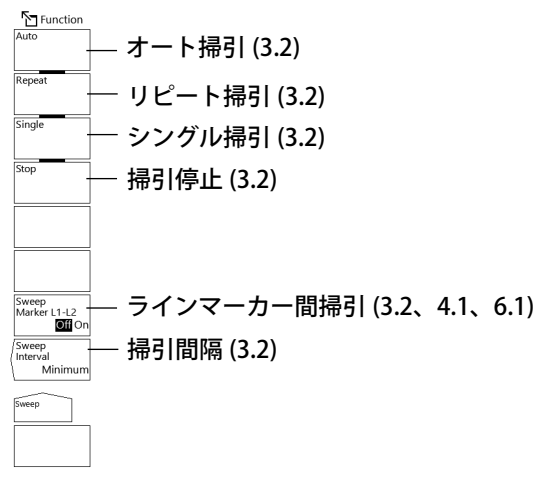 Function
Auto
オート掃引 (3.2)
Repeat
リピート掃引 (3.2)
Single
シングル掃引 (3.2)
Stop
掃引停止 (3.2)
Sweep
Marker L1-L2
Off On
ラインマーカー間掃引 (3.2、4.1、6.1)
Sweep
Interval
Minimum
掃引間隔 (3.2)
Sweep